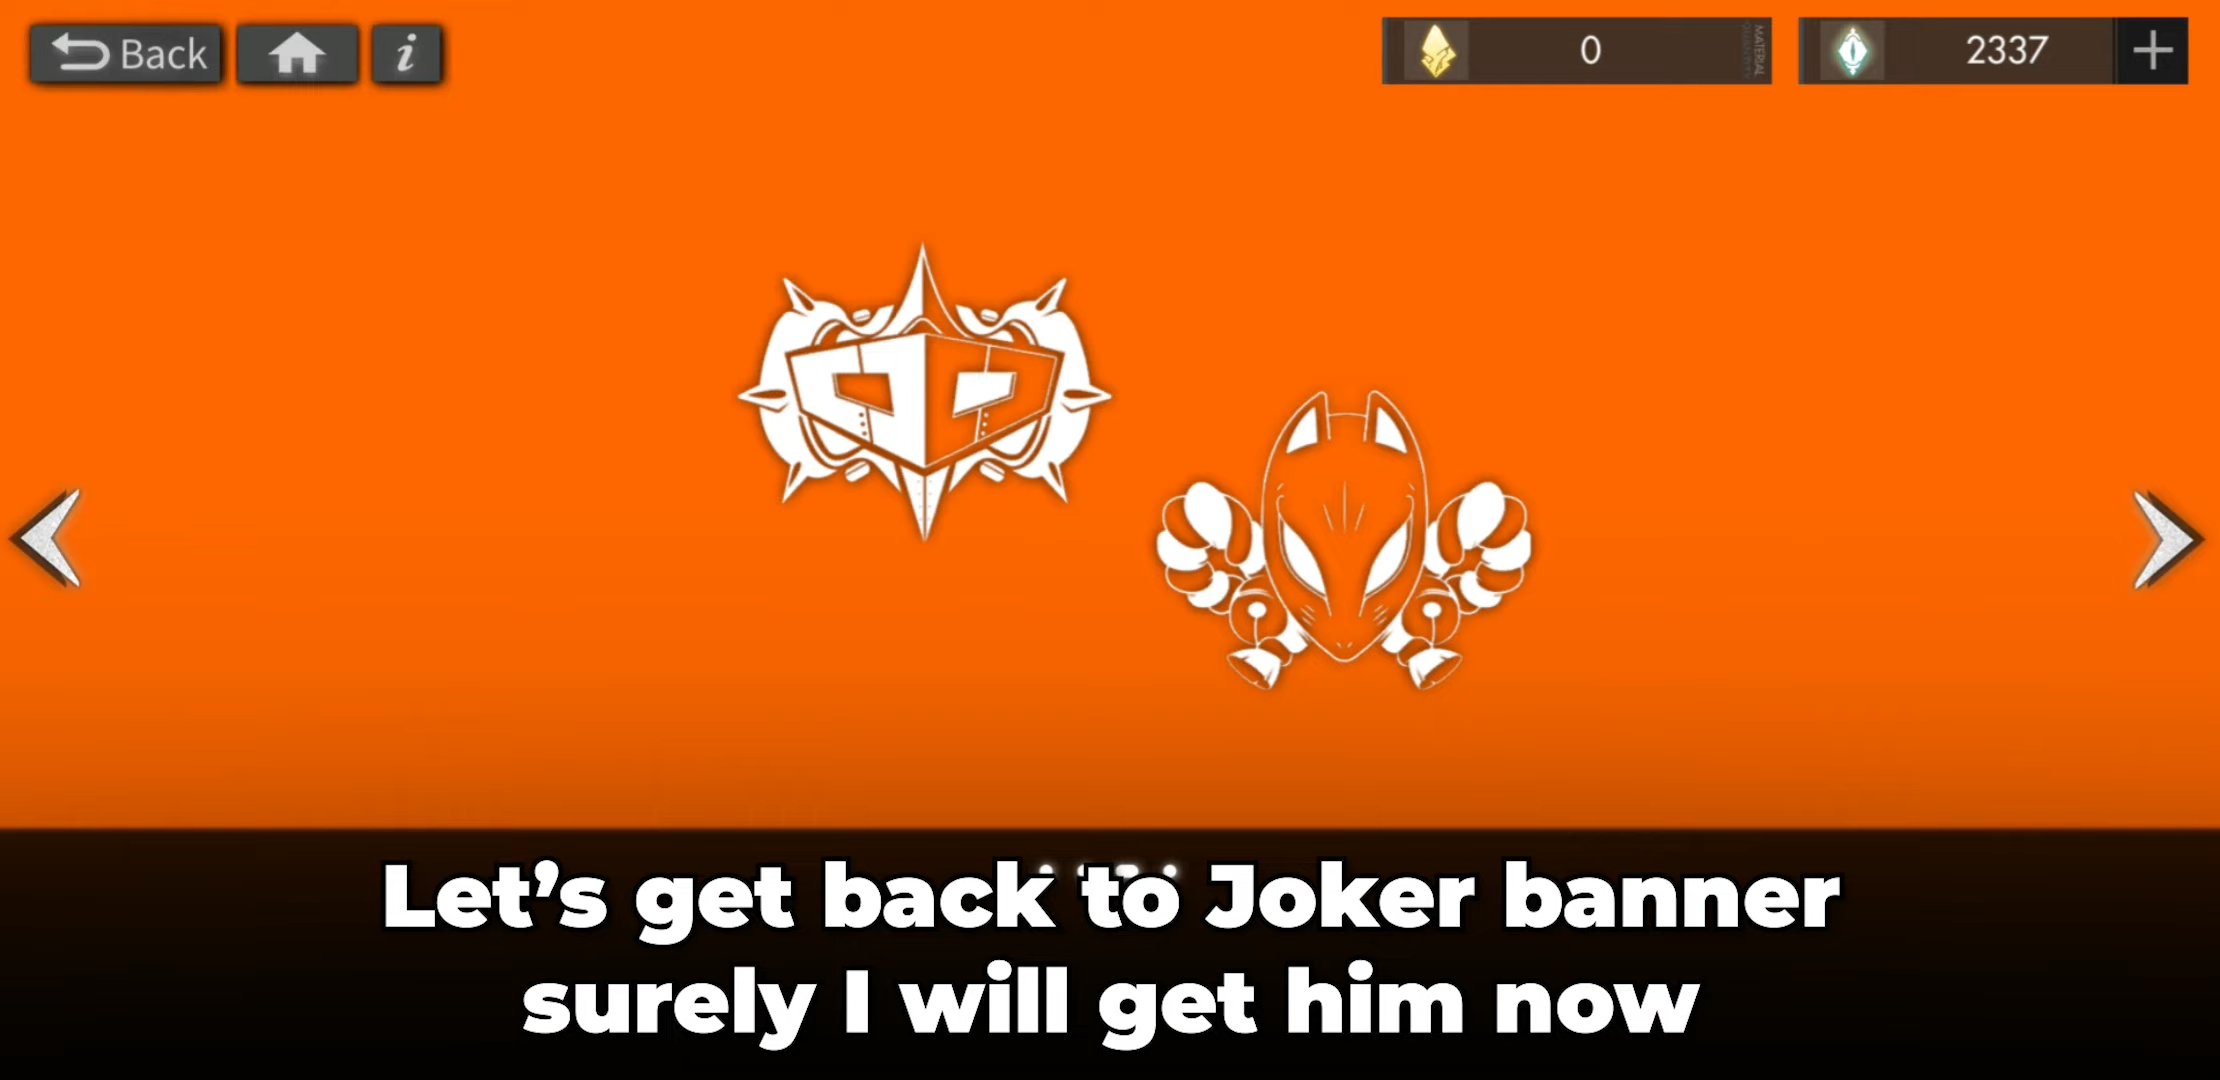 Back
i
0
2337
Let's get back to Joker banner
surely I will get him now